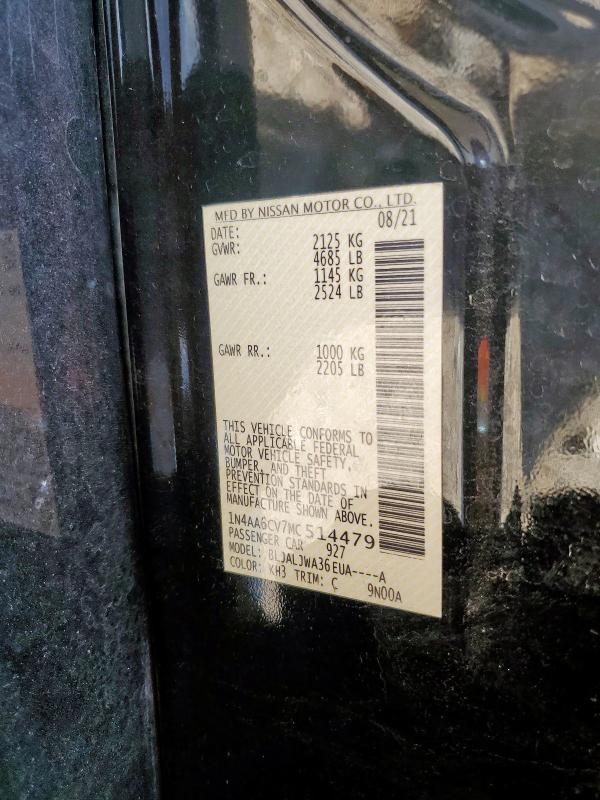 MFD BY NISSAN MOTOR CO., LTD.
DATE: 08/21
GVWR: 2125 KG
4685 LB
GAWR FR.: 1145 KG
2524 LB
GAWR RR.: 1000 KG
2205 LB
THIS VEHICLE CONFORMS TO
ALL APPLICABLE FEDERAL
MOTOR VEHICLE SAFETY,
BUMPER, AND THEFT
PREVENTION STANDARDS IN
EFFECT ON THE DATE OF
MANUFACTURE SHOWN ABOVE.
1N4AA6CV7MC514479
PASSENGER CAR 927
MODEL: BLJALJWA36EUA----A
COLOR: KH3 TRIM: C 9N00A